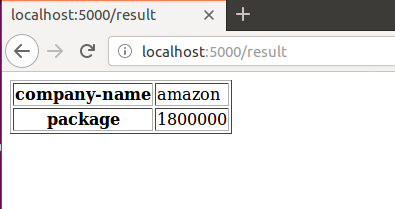 localhost:5000/result
localhost:5000/result
company-name amazon
package 1800000